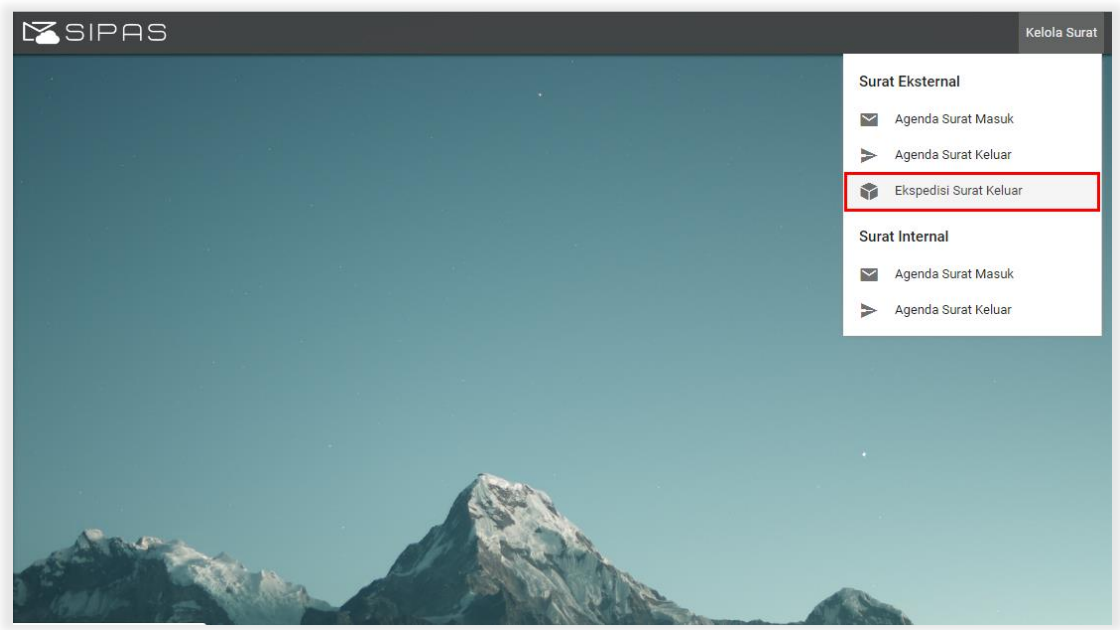 SIPAS
Kelola Surat
Surat Eksternal
Agenda Surat Masuk
Agenda Surat Keluar
Ekspedisi Surat Keluar
Surat Internal
Agenda Surat Masuk
Agenda Surat Keluar